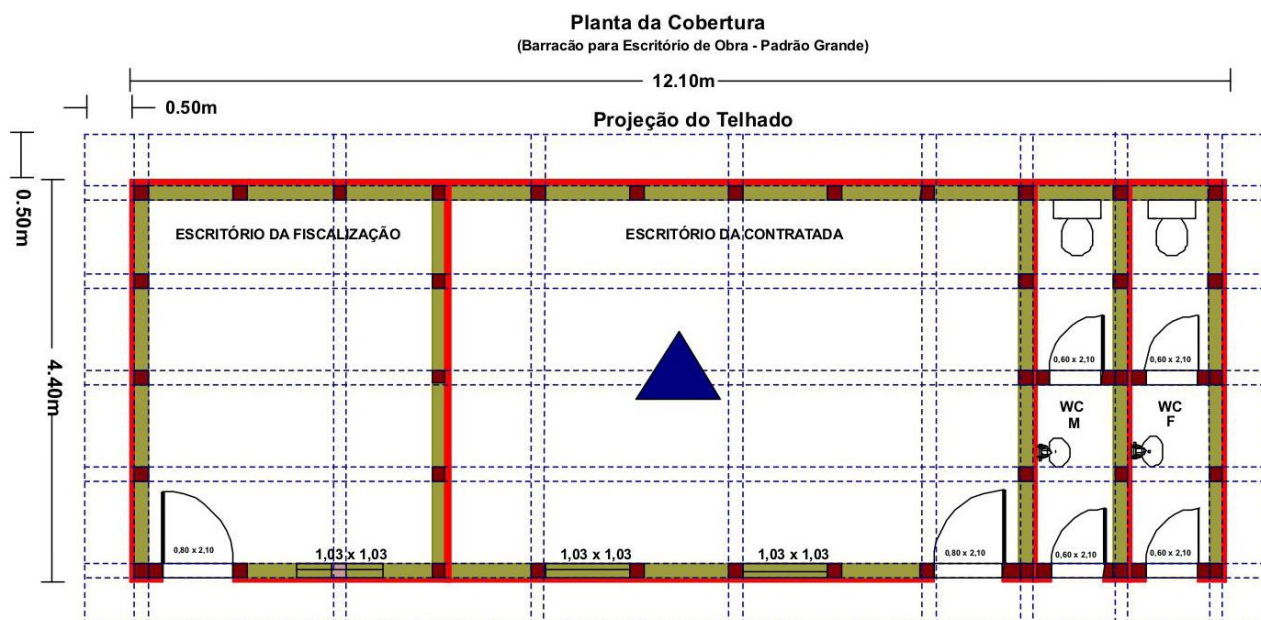 Planta da Cobertura
(Barracão para Escritório de Obra - Padrão Grande)
12.10m
0.50m
Projeção do Telhado
0.50m
4.40m
ESCRITÓRIO DA FISCALIZAÇÃO
ESCRITÓRIO DA CONTRATADA
0,60 x 2,10
0,60 x 2,10
WC
M
WC
F
0,80 x 2,10
1,03 x 1,03
1,03 x 1,03
1,03 x 1,03
0,80 x 2,10
0,60 x 2,10
0,60 x 2,10